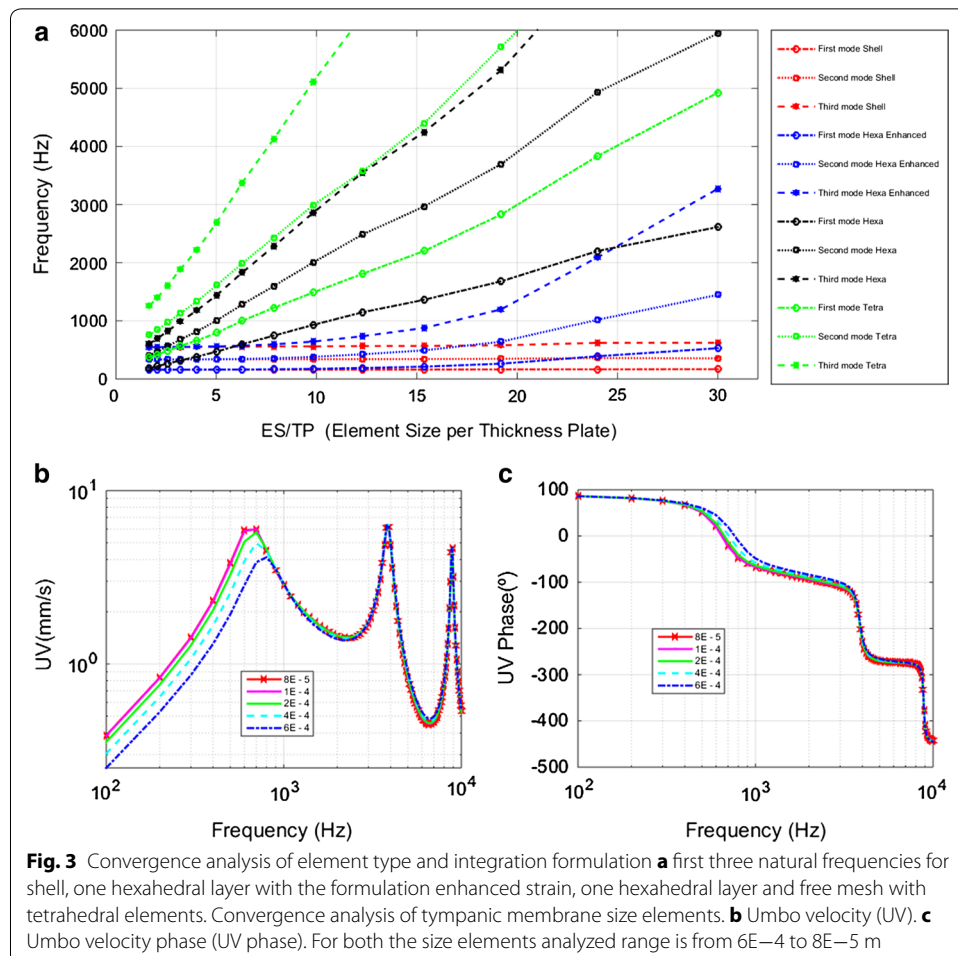 a
6000
5000
4000
3000
2000
1000
0
Frequency (Hz)
0
5
10
15
20
25
30
ES/TP (Element Size per Thickness Plate)
First mode Shell
Second mode Shell
Third mode Shell
First mode Hexa Enhanced
Second mode Hexa Enhanced
Third mode Hexa Enhanced
First mode Hexa
Second mode Hexa
Third mode Hexa
First mode Tetra
Second mode Tetra
Third mode Tetra
b
10^1
10^0
UV(mm/s)
8E - 5
1E - 4
2E - 4
4E - 4
6E - 4
10^2
10^3
10^4
Frequency (Hz)
c
100
0
-100
-200
-300
-400
-500
UV Phase(º)
8E - 5
1E - 4
2E - 4
4E - 4
6E - 4
10^2
10^3
10^4
Frequency (Hz)
Fig. 3 Convergence analysis of element type and integration formulation a first three natural frequencies for
shell, one hexahedral layer with the formulation enhanced strain, one hexahedral layer and free mesh with
tetrahedral elements. Convergence analysis of tympanic membrane size elements. b Umbo velocity (UV). c
Umbo velocity phase (UV phase). For both the size elements analyzed range is from 6E−4 to 8E−5 m